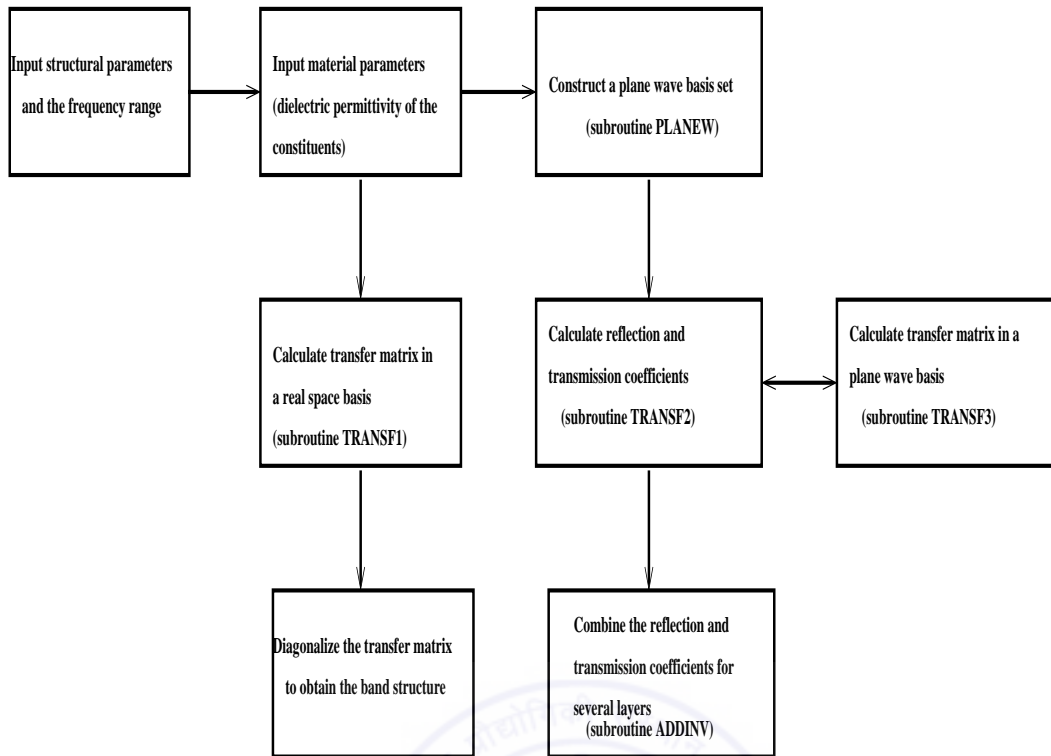 Input structural parameters
and the frequency range
Input material parameters
(dielectric permittivity of the
constituents)
Construct a plane wave basis set
(subroutine PLANEW)
Calculate transfer matrix in
a real space basis
(subroutine TRANSF1)
Calculate reflection and
transmission coefficients
(subroutine TRANSF2)
Calculate transfer matrix in a
plane wave basis
(subroutine TRANSF3)
Diagonalize the transfer matrix
to obtain the band structure
Combine the reflection and
transmission coefficients for
several layers
(subroutine ADDINV)